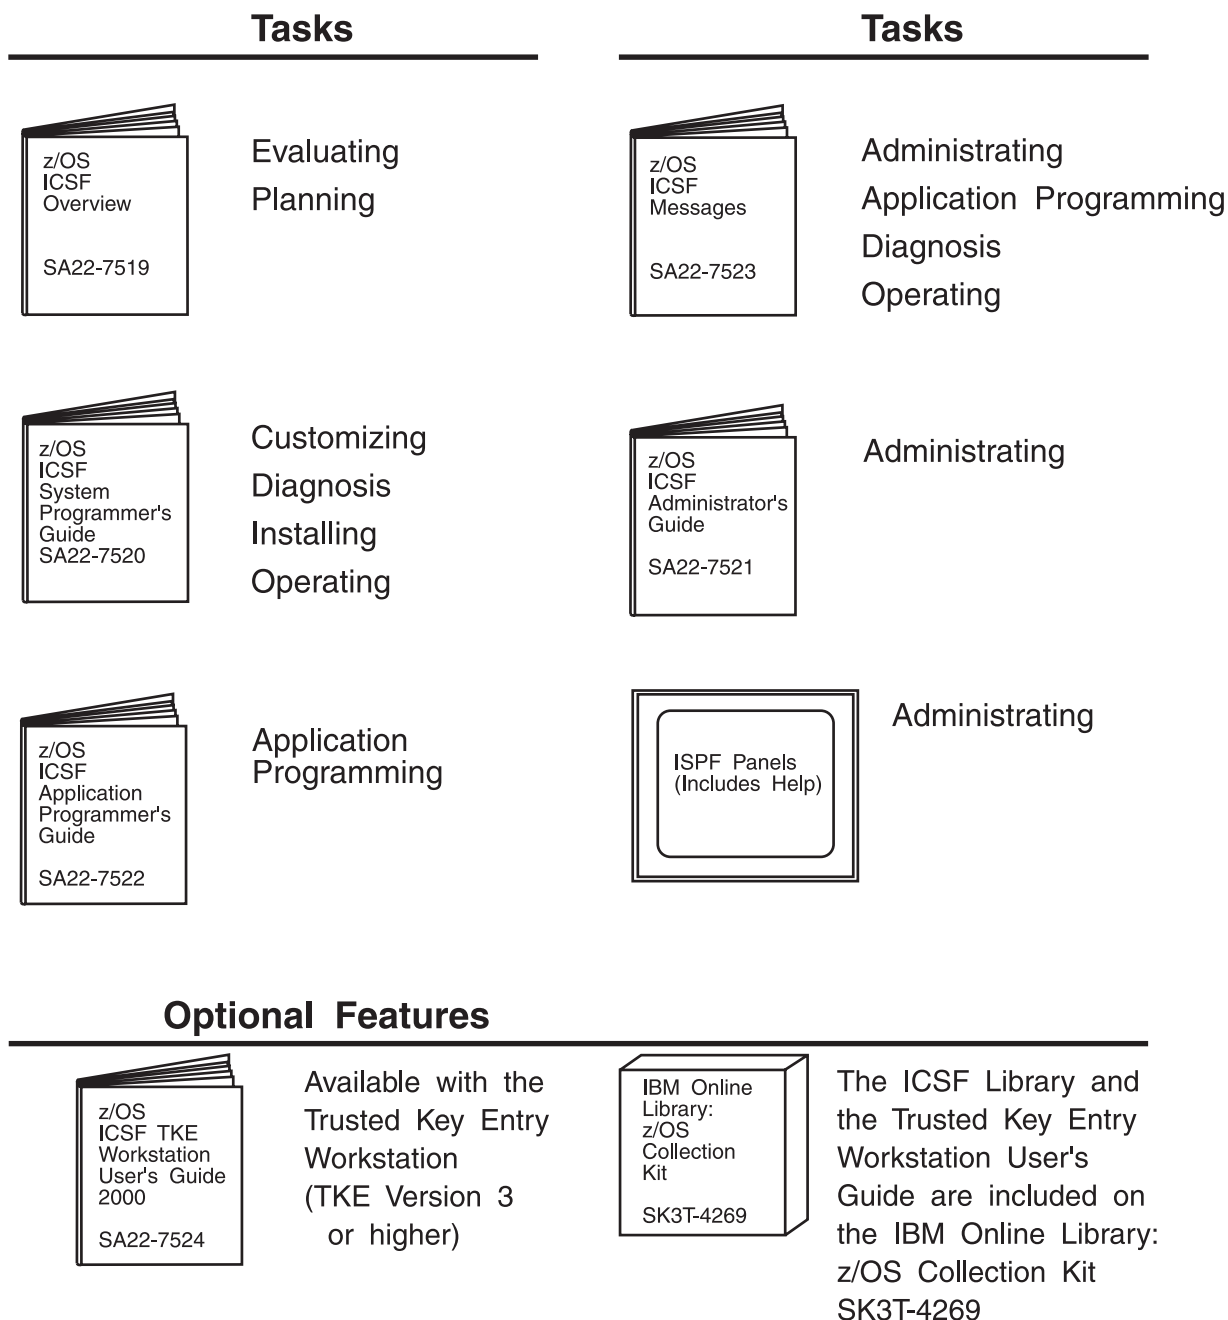 Tasks
z/OS
ICSF
Overview
SA22-7519
Evaluating
Planning
z/OS
ICSF
System
Programmer's
Guide
SA22-7520
Customizing
Diagnosis
Installing
Operating
z/OS
ICSF
Application
Programmer's
Guide
SA22-7522
Application
Programming
Tasks
z/OS
ICSF
Messages
SA22-7523
Administrating
Application Programming
Diagnosis
Operating
z/OS
ICSF
Administrator's
Guide
SA22-7521
Administrating
ISPF Panels
(Includes Help)
Administrating
Optional Features
z/OS
ICSF TKE
Workstation
User's Guide
2000
SA22-7524
Available with the
Trusted Key Entry
Workstation
(TKE Version 3
or higher)
IBM Online
Library:
z/OS
Collection
Kit
SK3T-4269
The ICSF Library and
the Trusted Key Entry
Workstation User's
Guide are included on
the IBM Online Library:
z/OS Collection Kit
SK3T-4269